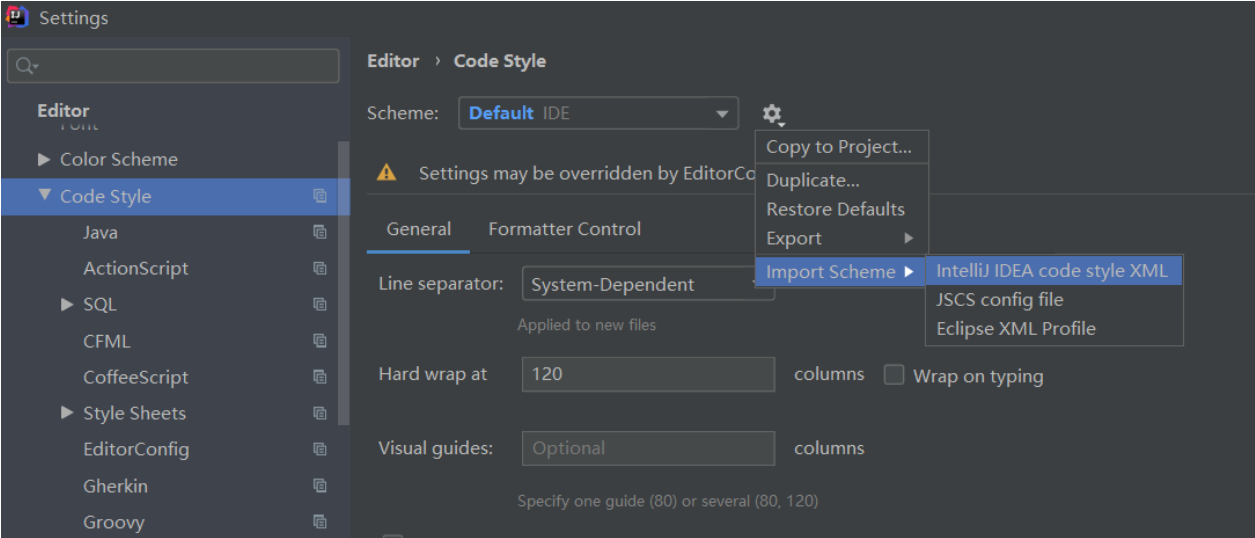 Settings
Editor › Code Style
Scheme: Default IDE
Editor
Font
Color Scheme
Code Style
Java
ActionScript
SQL
CFML
CoffeeScript
Style Sheets
EditorConfig
Gherkin
Groovy
Settings may be overridden by EditorCo
Copy to Project...
Duplicate...
Restore Defaults
Export
Import Scheme
IntelliJ IDEA code style XML
JSCS config file
Eclipse XML Profile
General Formatter Control
Line separator: System-Dependent
Applied to new files
Hard wrap at 120 columns Wrap on typing
Visual guides: Optional columns
Specify one guide (80) or several (80, 120)